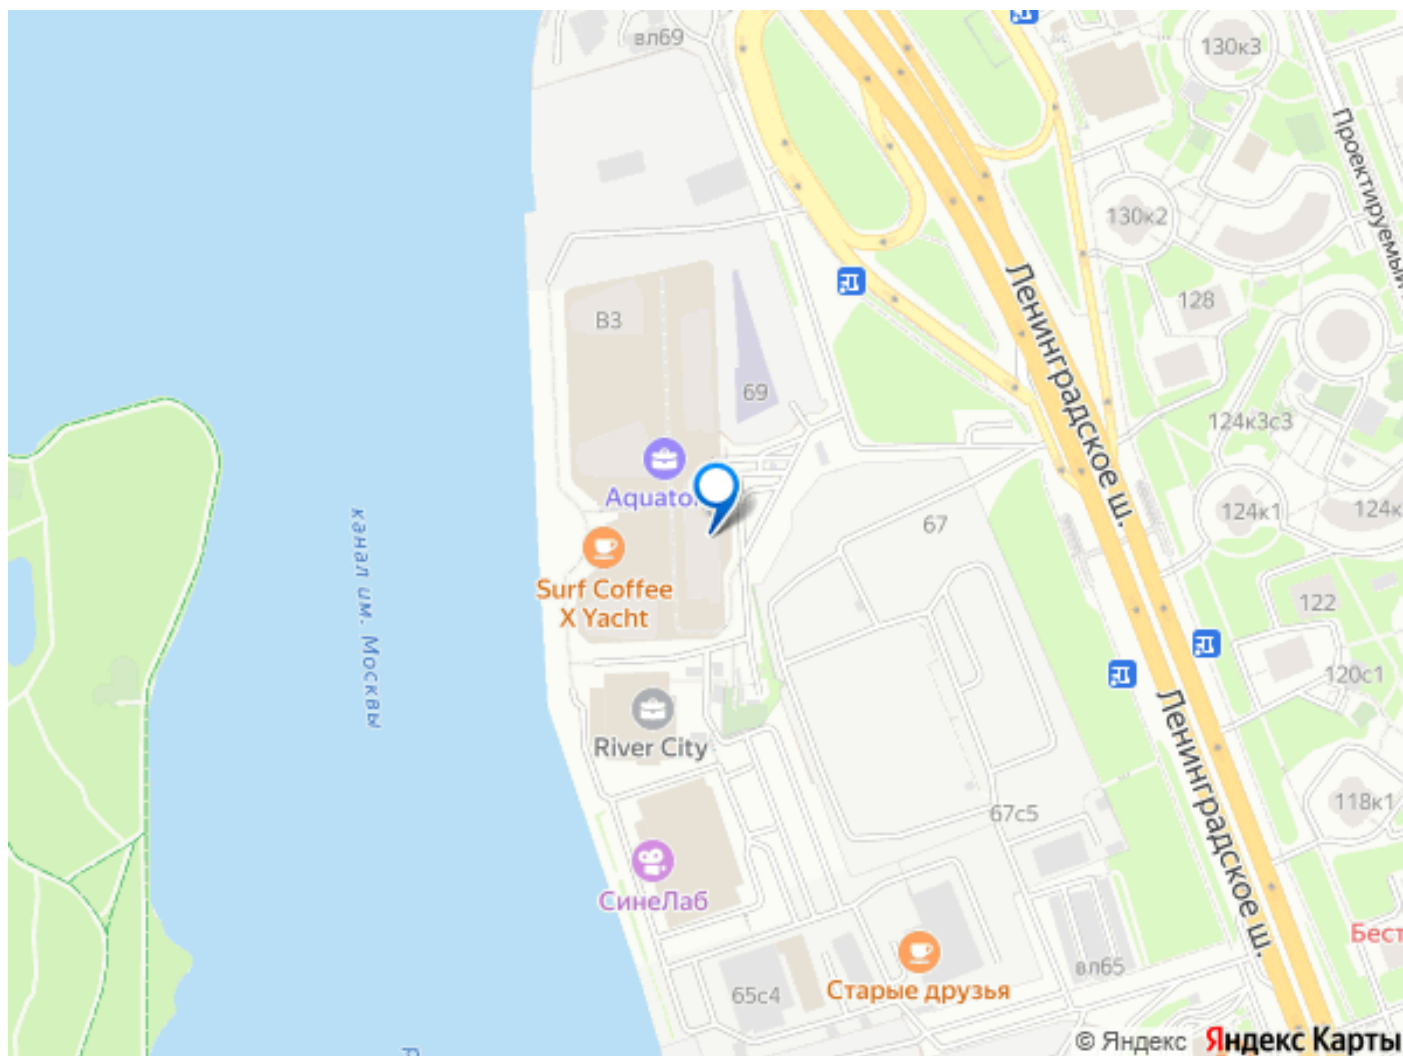 вл69
130к3
Проектируемый
130к2
128
Ленинградское ш.
В3
69
124к3с3
Aquator
124к1
124к
67
канал им. Москвы
Surf Coffee
X Yacht
122
120с1
River City
Ленинградское ш.
118к1
67с5
СинеЛаб
Бест
вл65
65с4
Старые друзья
© Яндекс Яндекс Карты